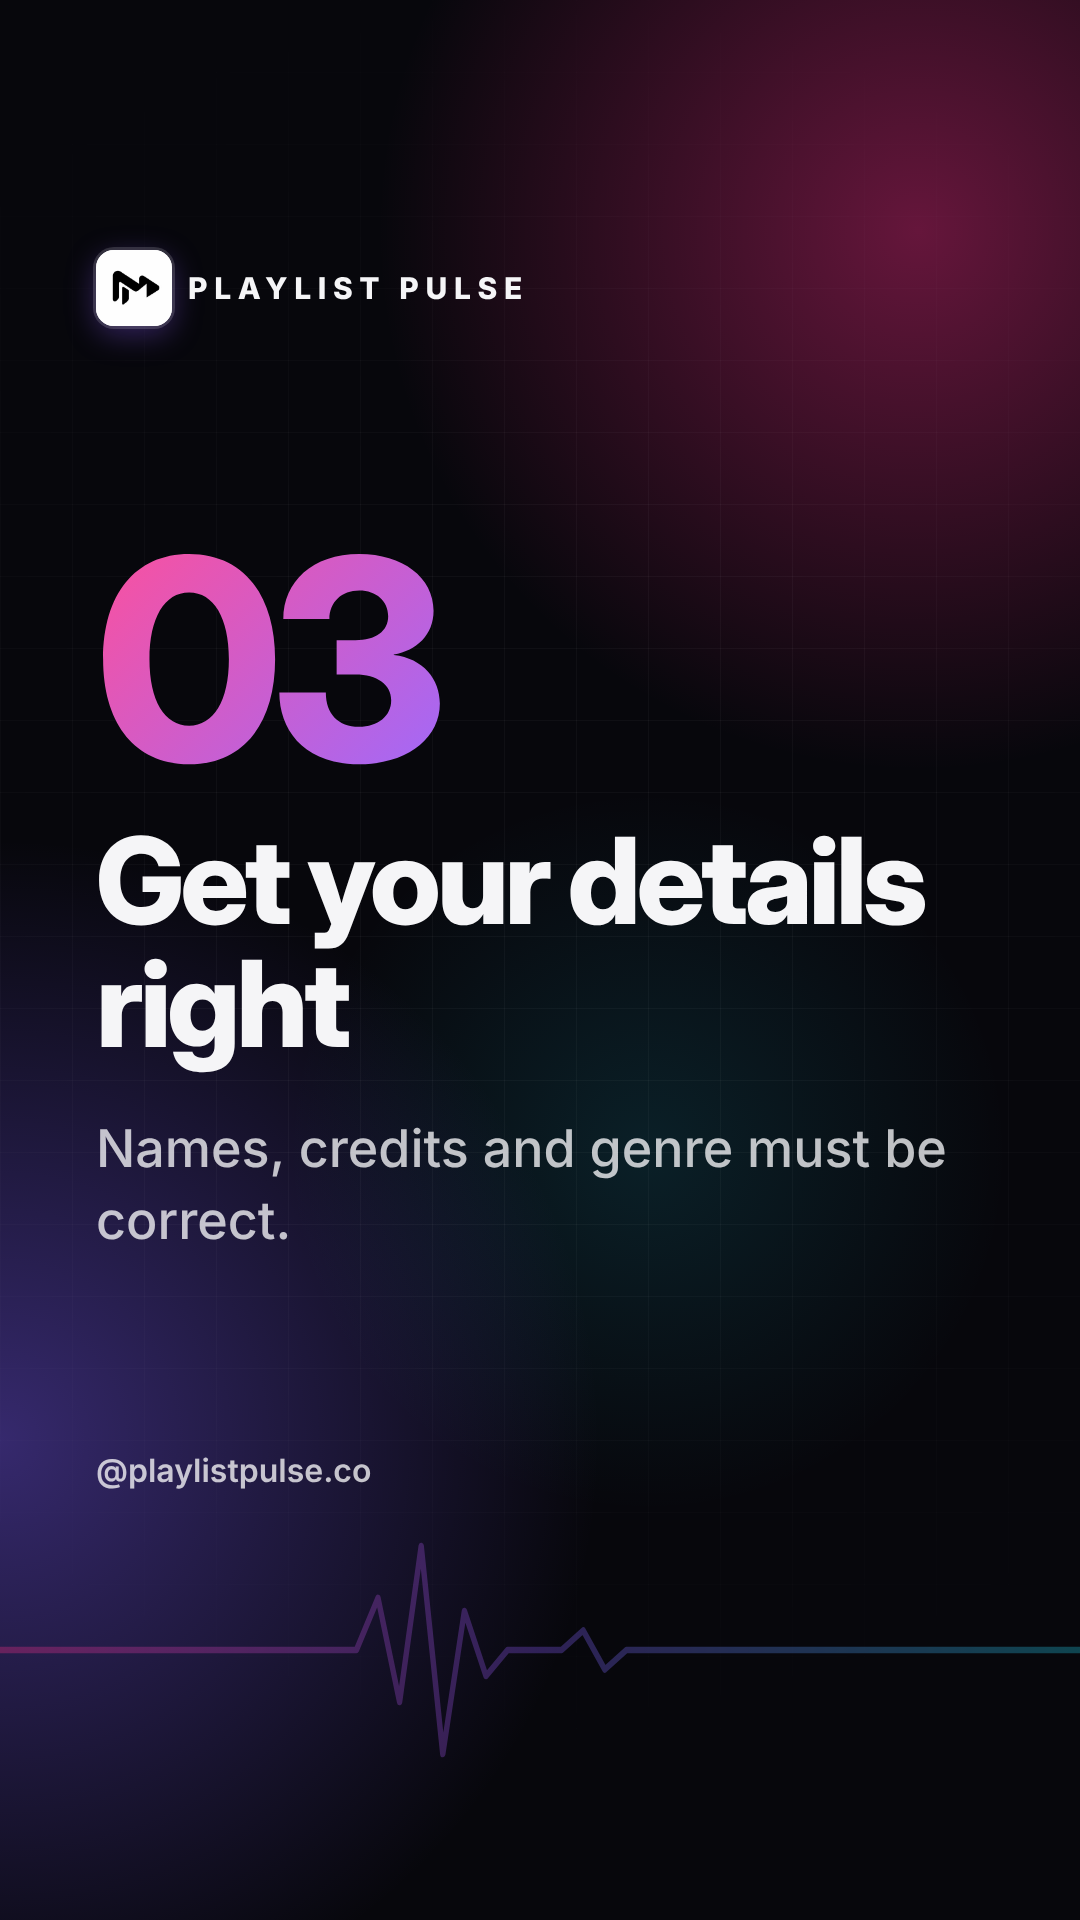 PLAYLIST PULSE
03
Get your details
right
Names, credits and genre must be
correct.
@playlistpulse.co